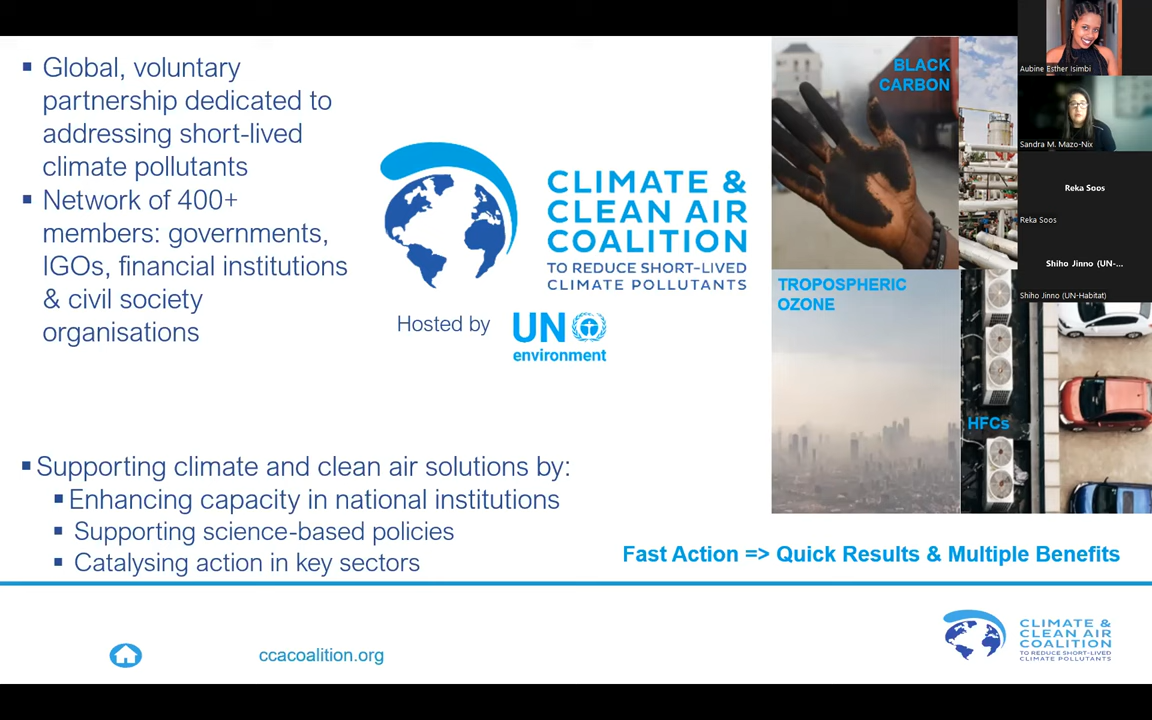 ▪ Global, voluntary
partnership dedicated to
addressing short-lived
climate pollutants
▪ Network of 400+
members: governments,
IGOs, financial institutions
& civil society
organisations
CLIMATE &
CLEAN AIR
COALITION
TO REDUCE SHORT-LIVED
CLIMATE POLLUTANTS
Hosted by
UN
environment
BLACK
CARBON
TROPOSPHERIC
OZONE
HFCs
Aubine Esther Isimbi
Sandra M. Mazo-Nix
Reka Soos
Reka Soos
Shiho Jinno (UN-...
Shiho Jinno (UN-Habitat)
▪ Supporting climate and clean air solutions by:
▪ Enhancing capacity in national institutions
▪ Supporting science-based policies
▪ Catalysing action in key sectors
Fast Action => Quick Results & Multiple Benefits
ccacoalition.org
CLIMATE &
CLEAN AIR
COALITION
TO REDUCE SHORT-LIVED
CLIMATE POLLUTANTS